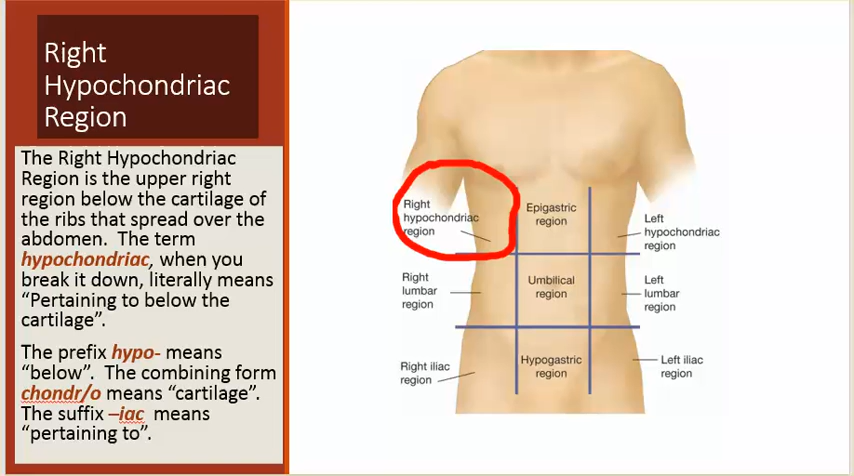 Right
Hypochondriac
Region
The Right Hypochondriac
Region is the upper right
region below the cartilage of
the ribs that spread over the
abdomen. The term
hypochondriac, when you
break it down, literally means
“Pertaining to below the
cartilage”.
The prefix hypo- means
“below”. The combining form
chondr/o means “cartilage”.
The suffix –iac means
“pertaining to”.
Right
hypochondriac
region
Epigastric
region
Left
hypochondriac
region
Right
lumbar
region
Umbilical
region
Left
lumbar
region
Right iliac
region
Hypogastric
region
Left iliac
region